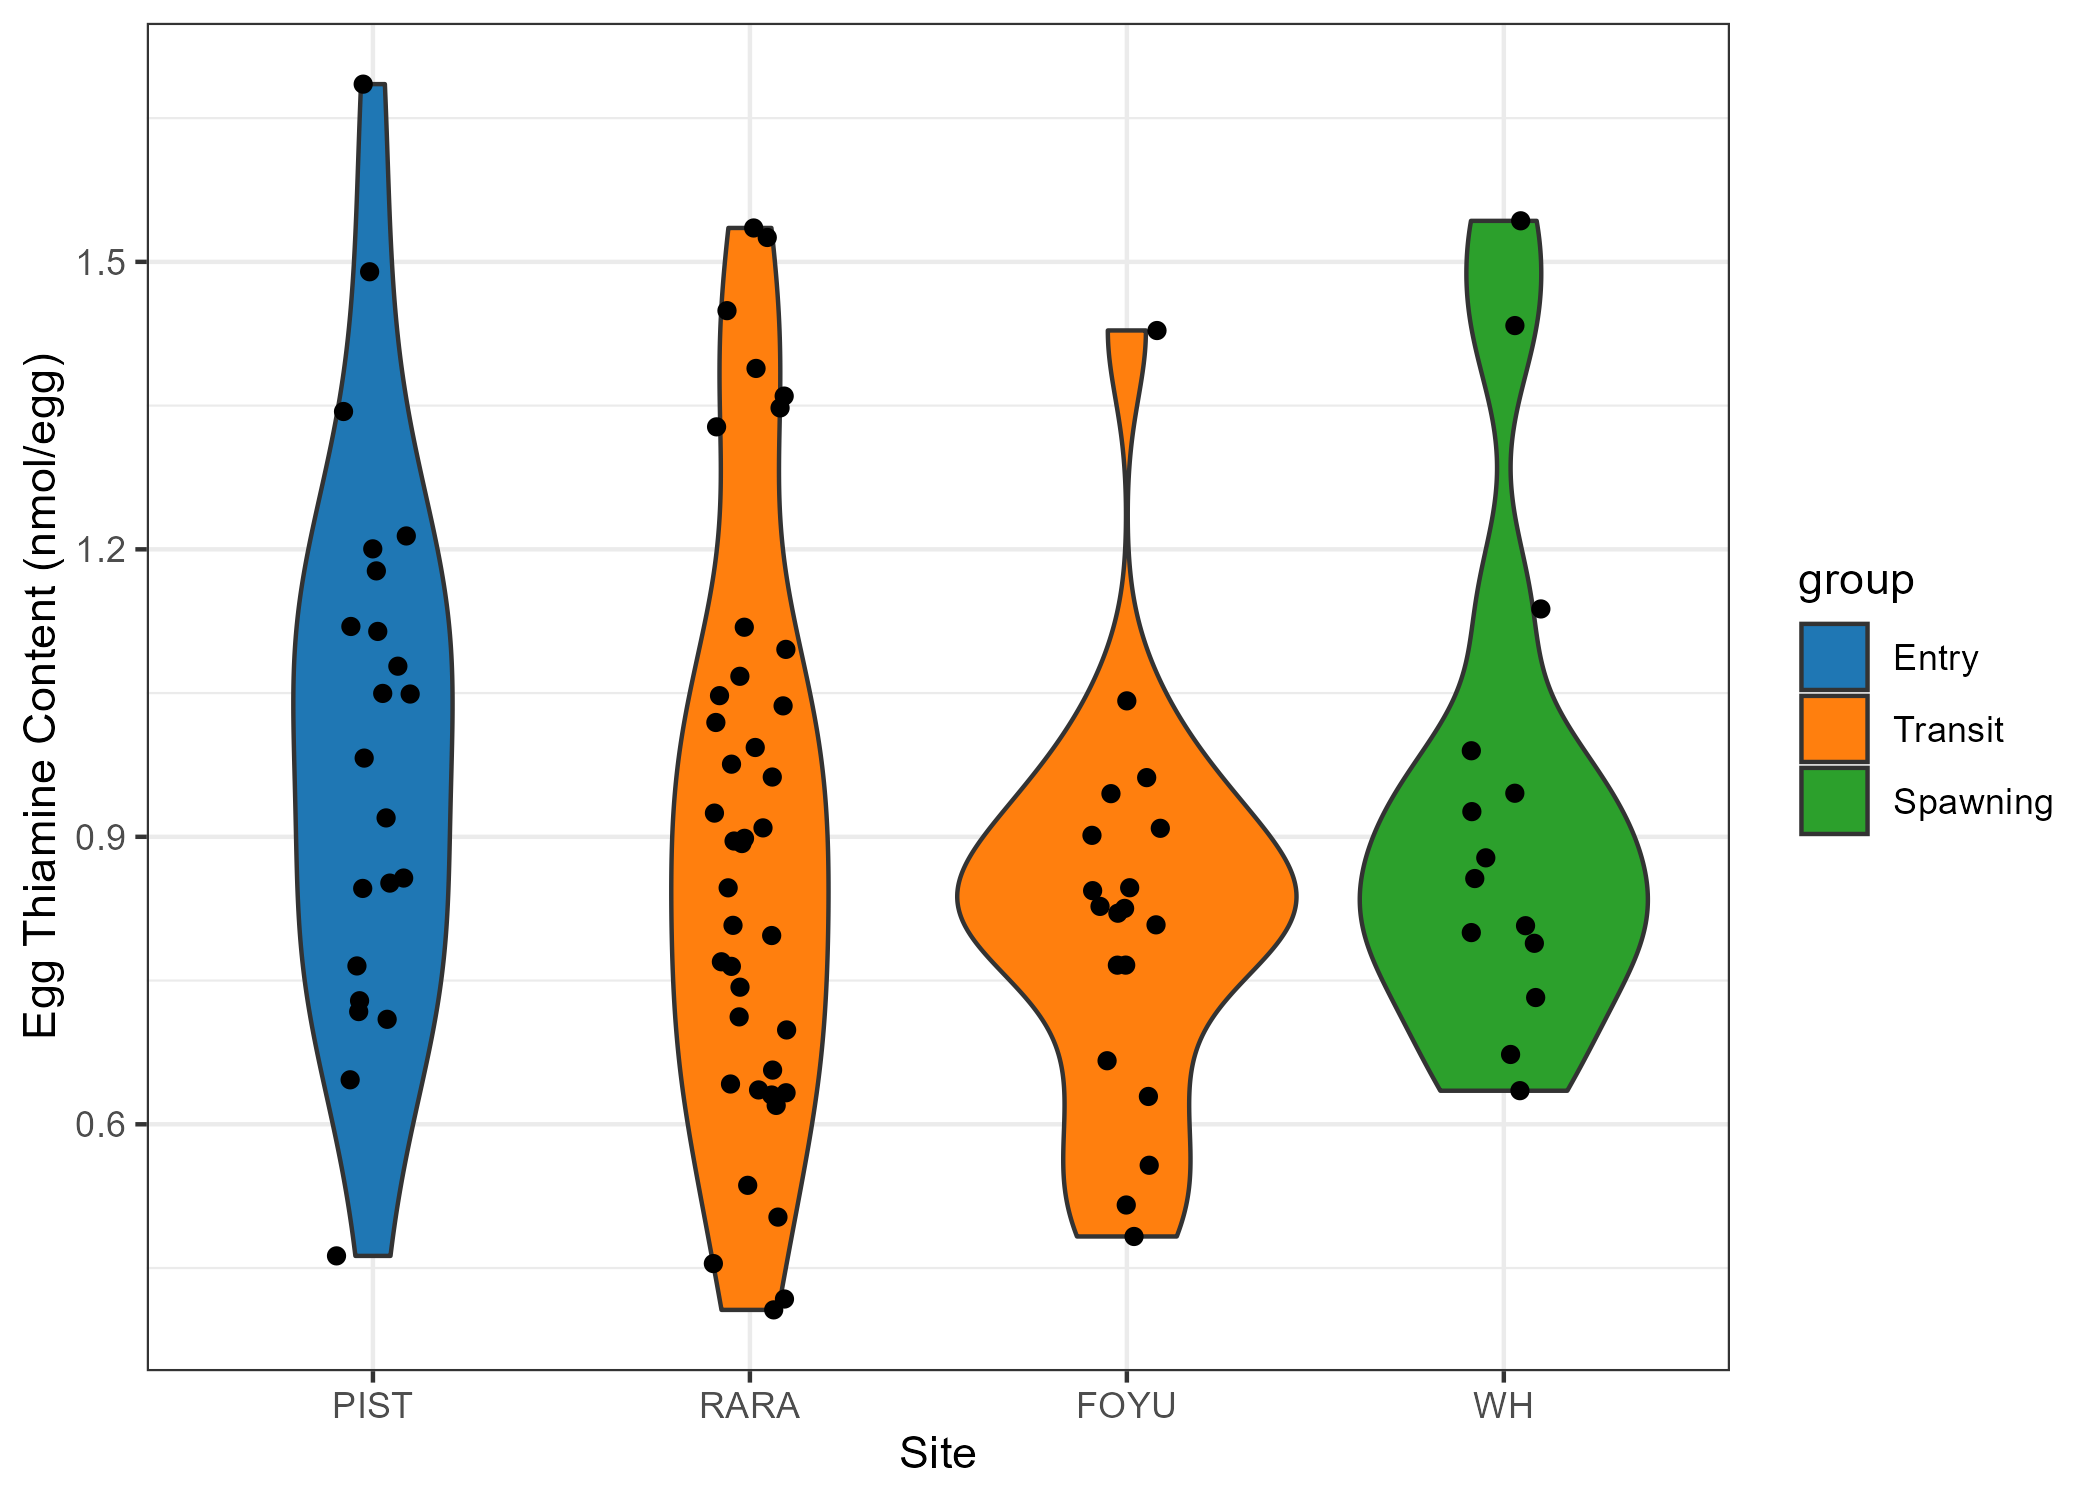 Egg Thiamine Content (nmol/egg)
1.5
1.2
0.9
0.6
PIST RARA FOYU WH
Site
group
Entry
Transit
Spawning